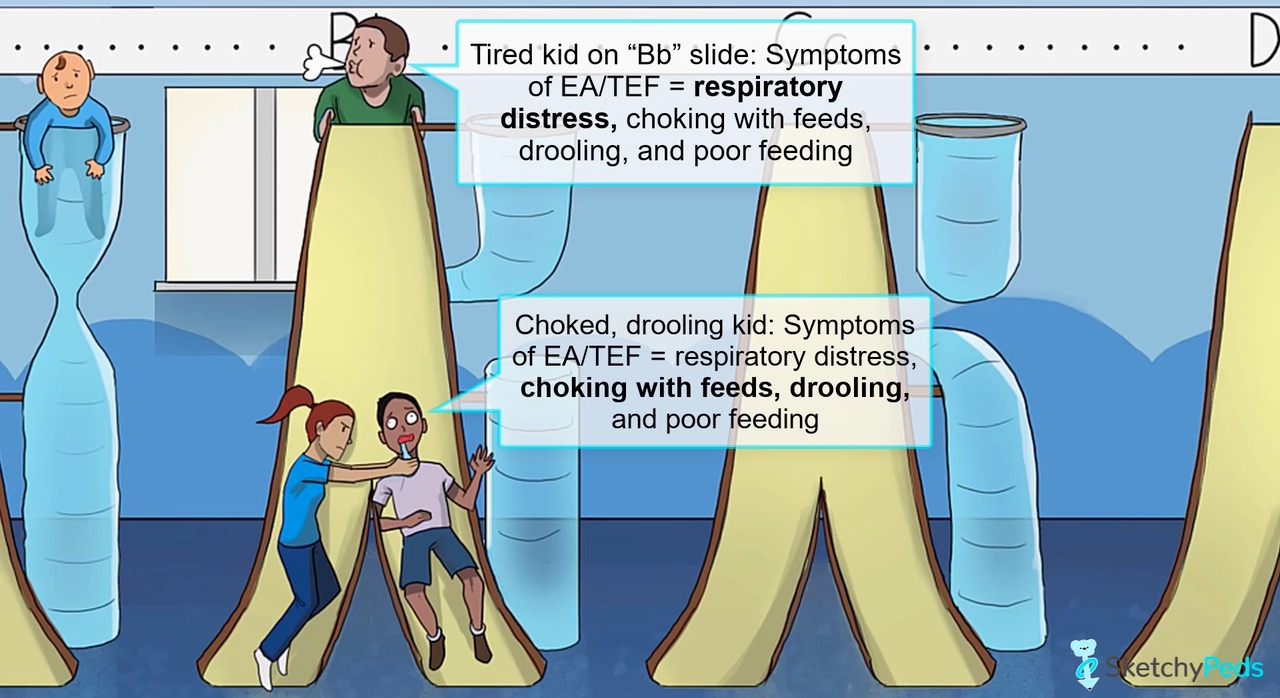 B
C c
D
Tired kid on “Bb” slide: Symptoms
of EA/TEF = respiratory
distress, choking with feeds,
drooling, and poor feeding
Choked, drooling kid: Symptoms
of EA/TEF = respiratory distress,
choking with feeds, drooling,
and poor feeding
SketchyPeds